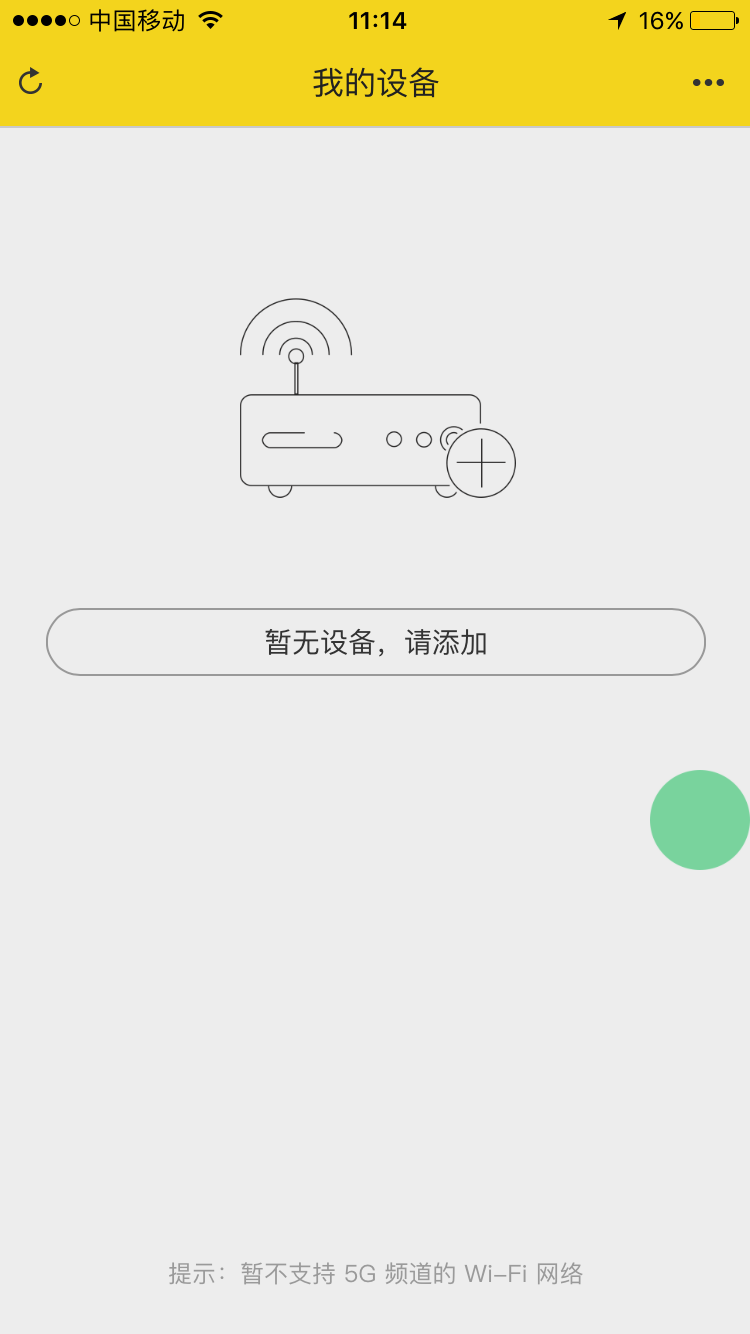 中国移动
11:14
16%
我的设备
暂无设备，请添加
提示：暂不支持 5G 频道的 Wi-Fi 网络